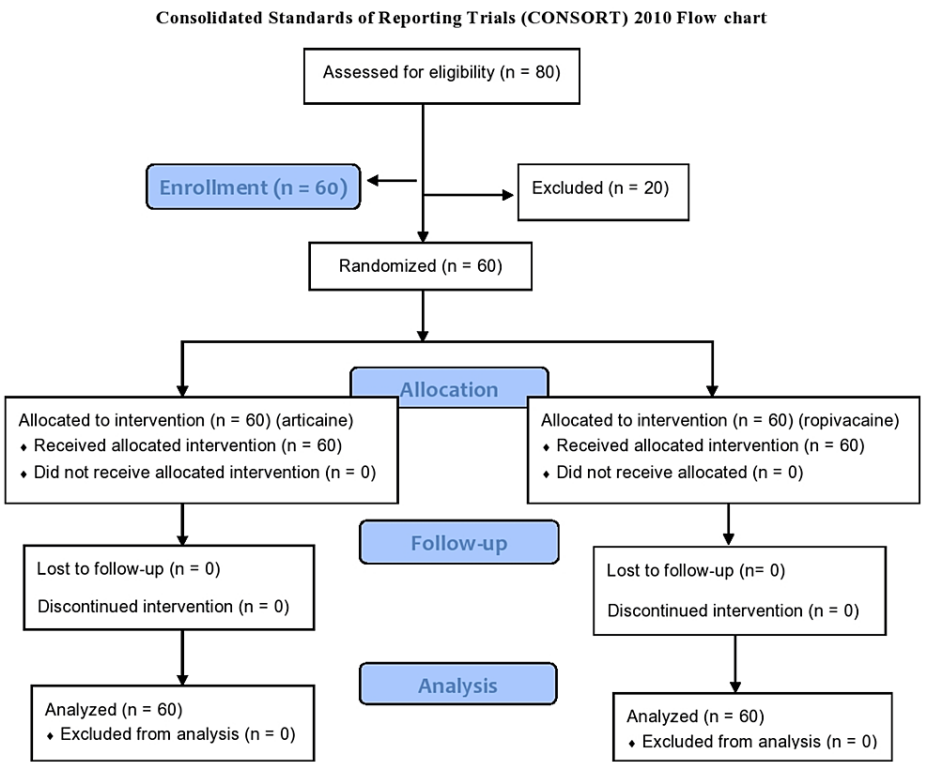 Consolidated Standards of Reporting Trials (CONSORT) 2010 Flow chart
Assessed for eligibility (n = 80)
Enrollment (n = 60)
Excluded (n = 20)
Randomized (n = 60)
Allocation
Allocated to intervention (n = 60) (articaine)
♦ Received allocated intervention (n = 60)
♦ Did not receive allocated intervention (n = 0)
Allocated to intervention (n = 60) (ropivacaine)
♦ Received allocated intervention (n = 60)
♦ Did not receive allocated (n = 0)
Follow-up
Lost to follow-up (n = 0)
Discontinued intervention (n = 0)
Lost to follow-up (n= 0)
Discontinued intervention (n = 0)
Analysis
Analyzed (n = 60)
♦ Excluded from analysis (n = 0)
Analyzed (n = 60)
♦ Excluded from analysis (n = 0)